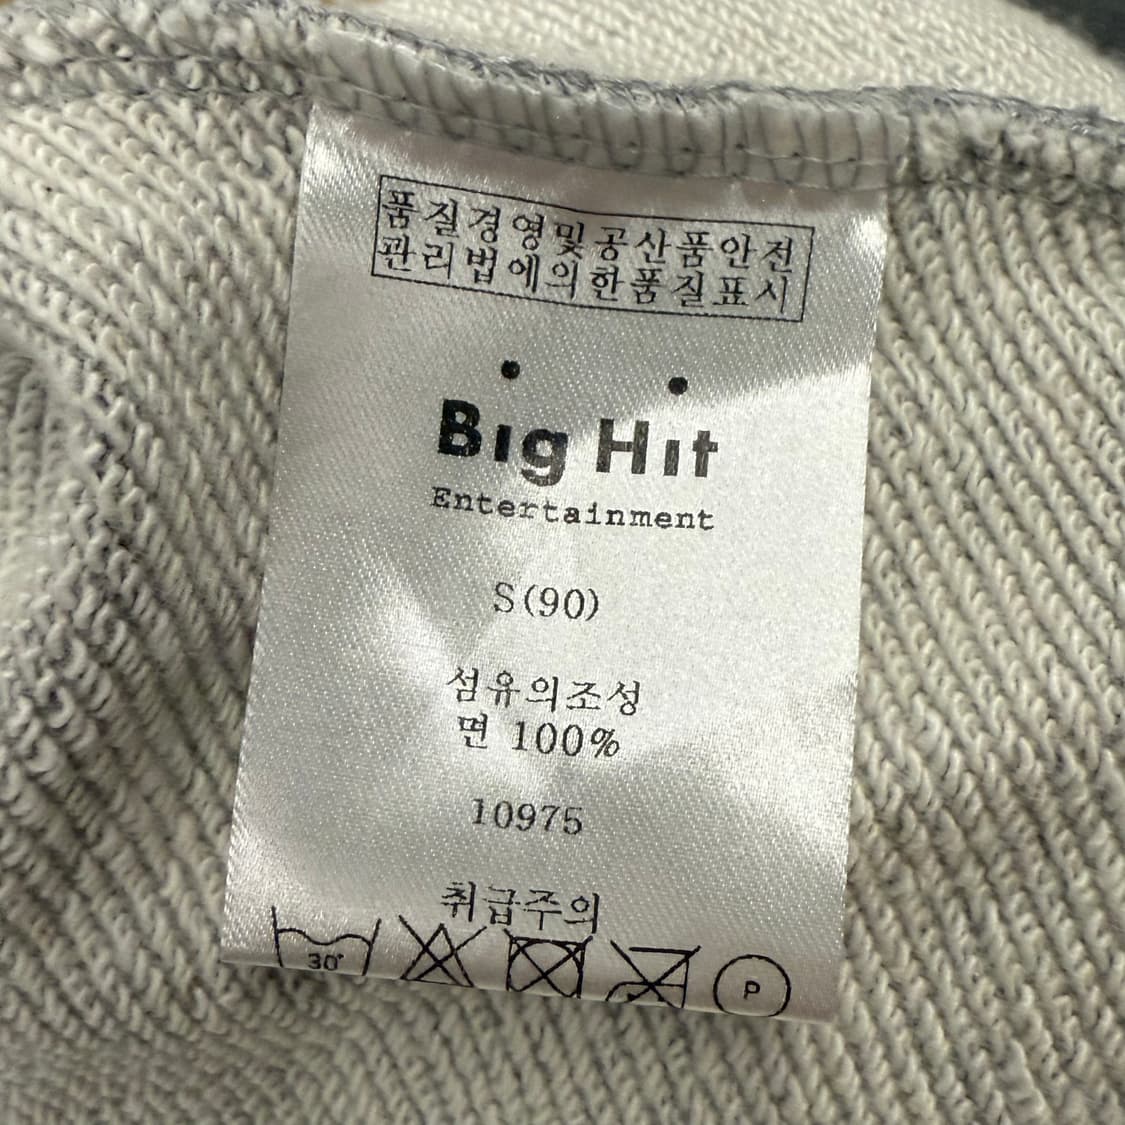 품질경영및공산품안전
관리법에의한품질표시
Big Hit
Entertainment
S(90)
섬유의조성
면 100%
10975
취급주의
30°
P